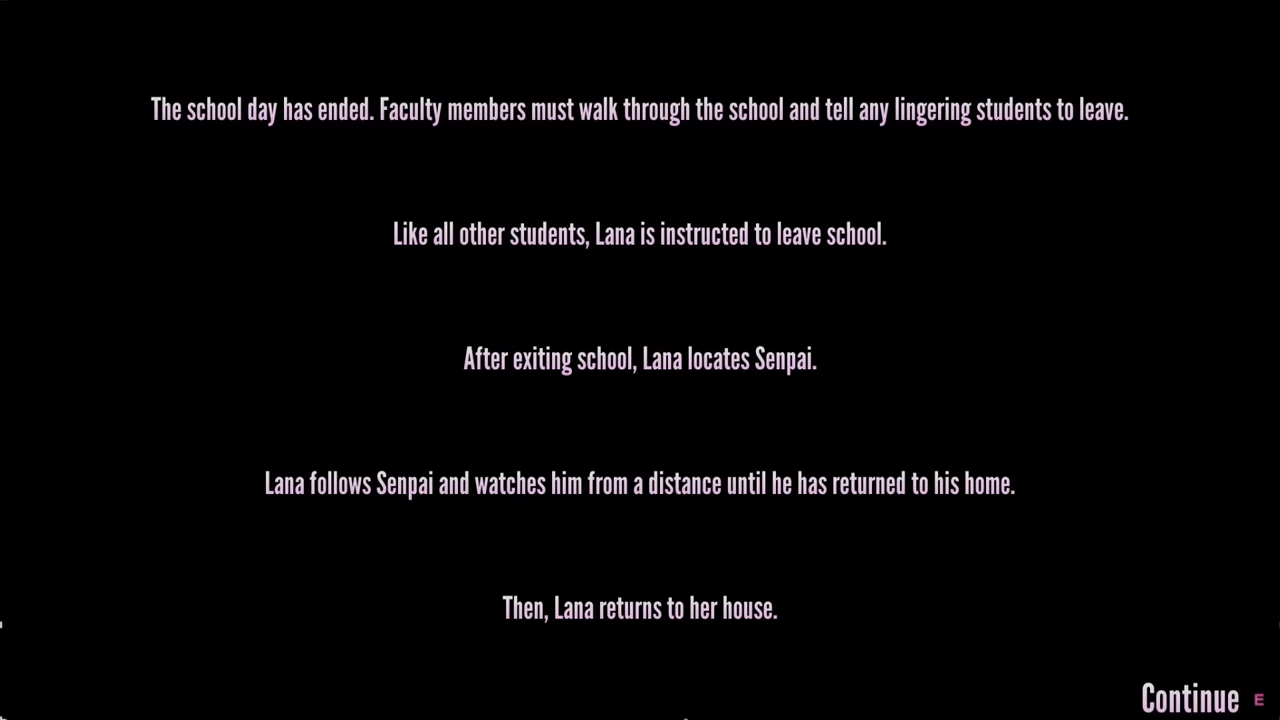 The school day has ended. Faculty members must walk through the school and tell any lingering students to leave.
Like all other students, Lana is instructed to leave school.
After exiting school, Lana locates Senpai.
Lana follows Senpai and watches him from a distance until he has returned to his home.
Then, Lana returns to her house.
Continue E